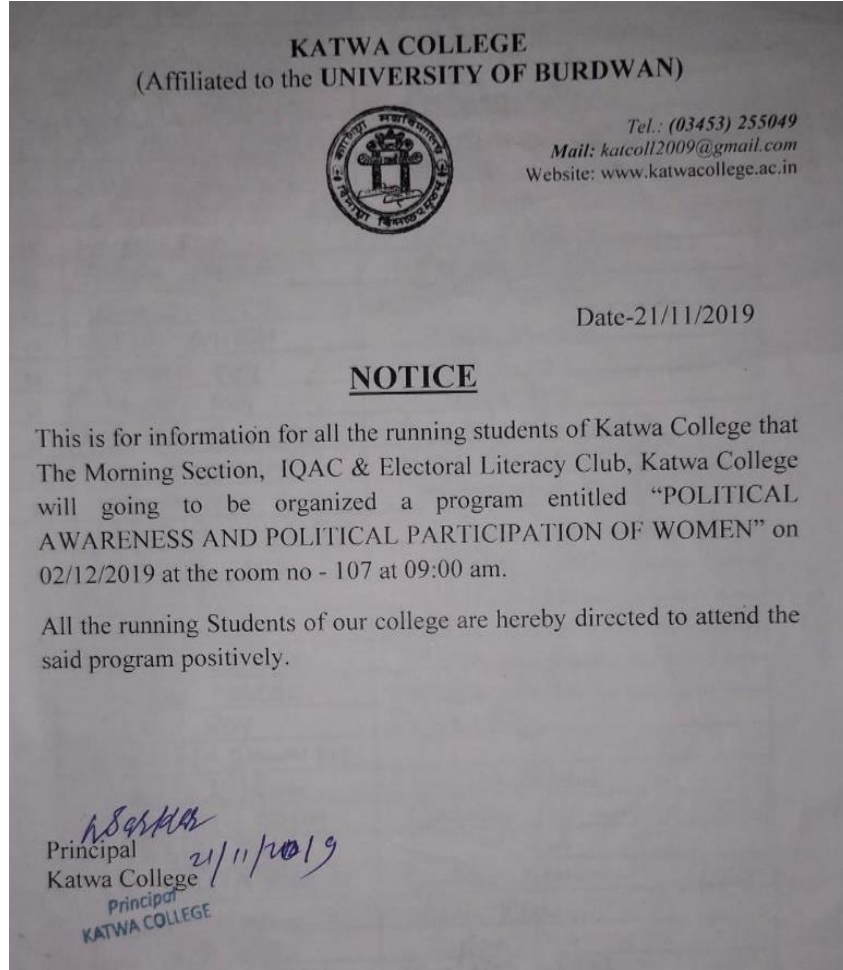 KATWA COLLEGE
(Affiliated to the UNIVERSITY OF BURDWAN)
Tel.: (03453) 255049
Mail: katcoll2009@gmail.com
Website: www.katwacollege.ac.in
Date-21/11/2019
NOTICE
This is for information for all the running students of Katwa College that
The Morning Section, IQAC & Electoral Literacy Club, Katwa College
will going to be organized a program entitled “POLITICAL
AWARENESS AND POLITICAL PARTICIPATION OF WOMEN” on
02/12/2019 at the room no - 107 at 09:00 am.
All the running Students of our college are hereby directed to attend the
said program positively.
Principal
21/11/2019
Katwa College
Principal
KATWA COLLEGE